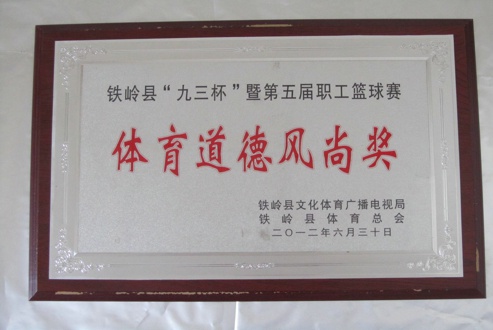 铁岭县“九三杯”暨第五届职工篮球赛
体育道德风尚奖
铁岭县文化体育广播电视局
铁岭县体育总会
二〇一二年六月三十日